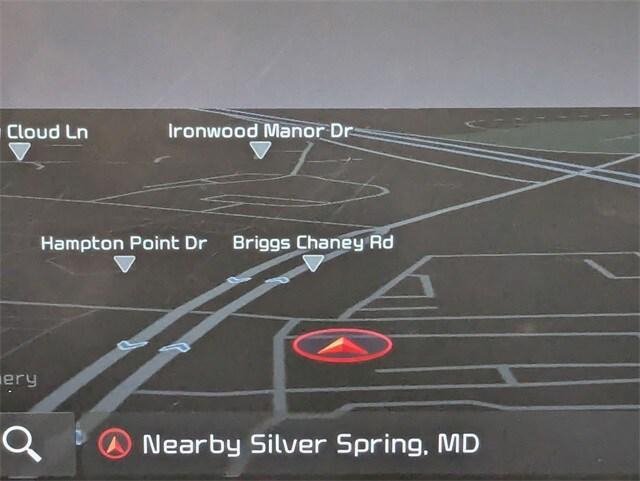 Cloud Ln
Ironwood Manor Dr
Hampton Point Dr
Briggs Chaney Rd
Nearby Silver Spring, MD